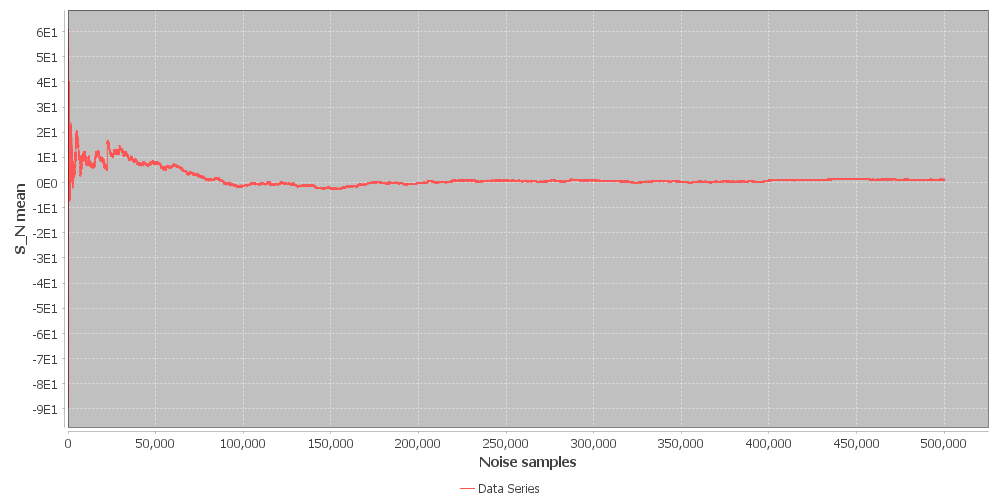 6E1
5E1
4E1
3E1
2E1
1E1
0E0
-1E1
-2E1
-3E1
-4E1
-5E1
-6E1
-7E1
-8E1
-9E1
S_N mean
0 50,000 100,000 150,000 200,000 250,000 300,000 350,000 400,000 450,000 500,000
Noise samples
Data Series